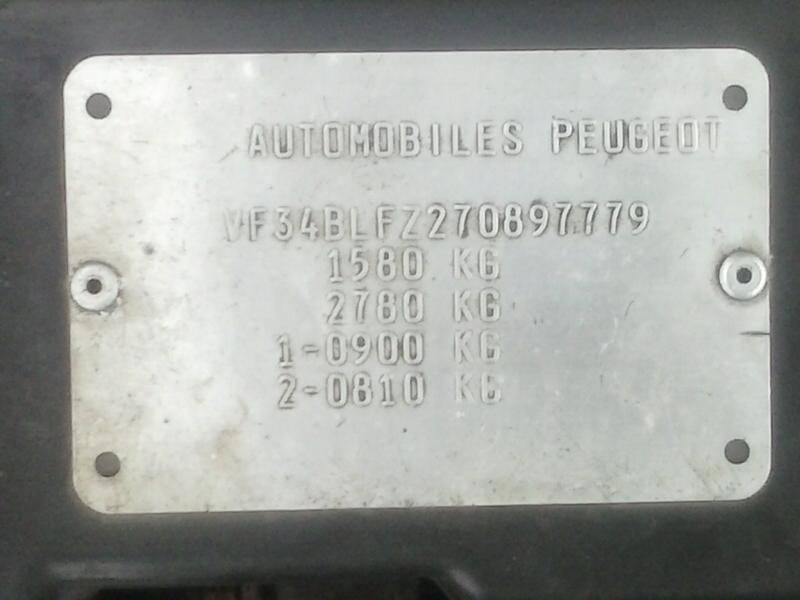 AUTOMOBILES PEUGEOT
VF34BLFZ270897779
1580 KG
2780 KG
1-0900 KG
2-0810 KG